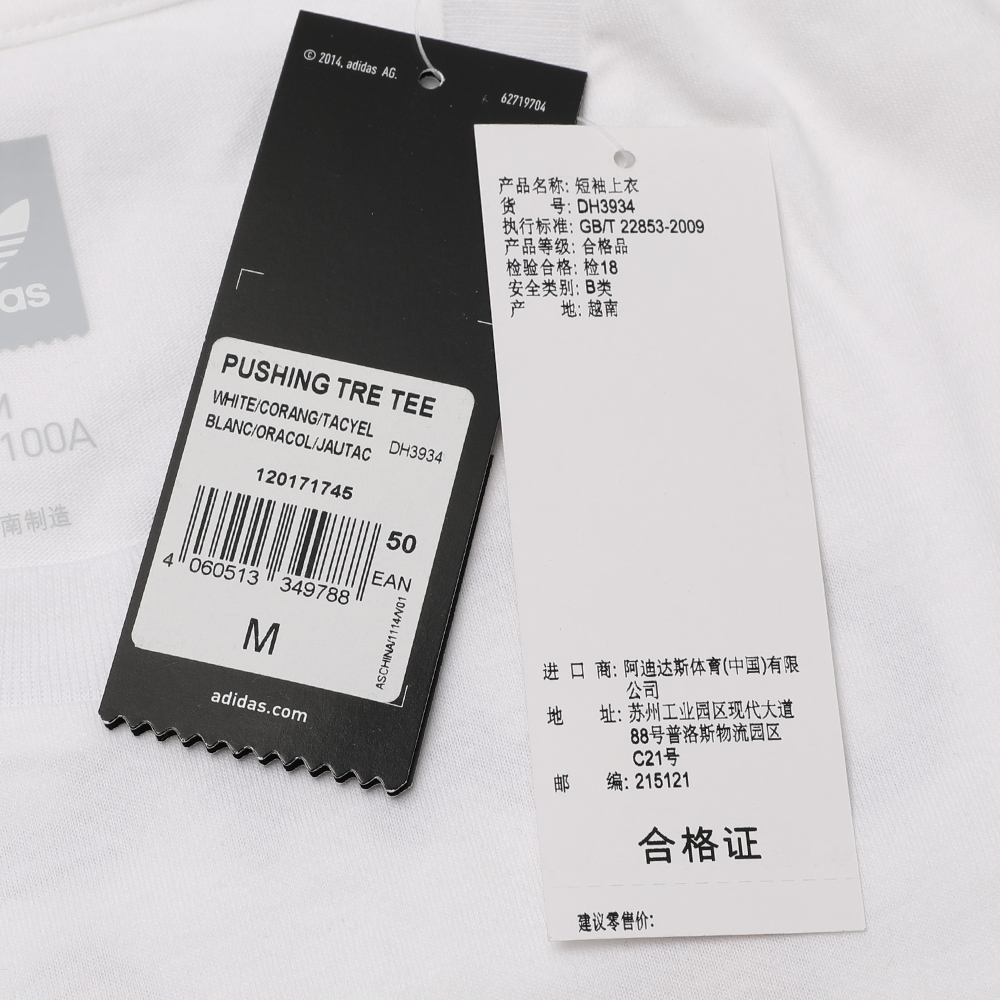 © 2014, adidas AG.
62719704
PUSHING TRE TEE
WHITE/CORANG/TACYEL
BLANC/ORACOL/JAUTAC DH3934
120171745
50
4 060513 349788 EAN
ASCHINA/1114/V01
M
adidas.com
产品名称: 短袖上衣
货 号: DH3934
执行标准: GB/T 22853-2009
产品等级: 合格品
检验合格: 检18
安全类别: B类
产 地: 越南
进 口 商: 阿迪达斯体育(中国)有限
公司
地 址: 苏州工业园区现代大道
88号普洛斯物流园区
C21号
邮 编: 215121
合格证
建议零售价:
das
M
100A
南制造